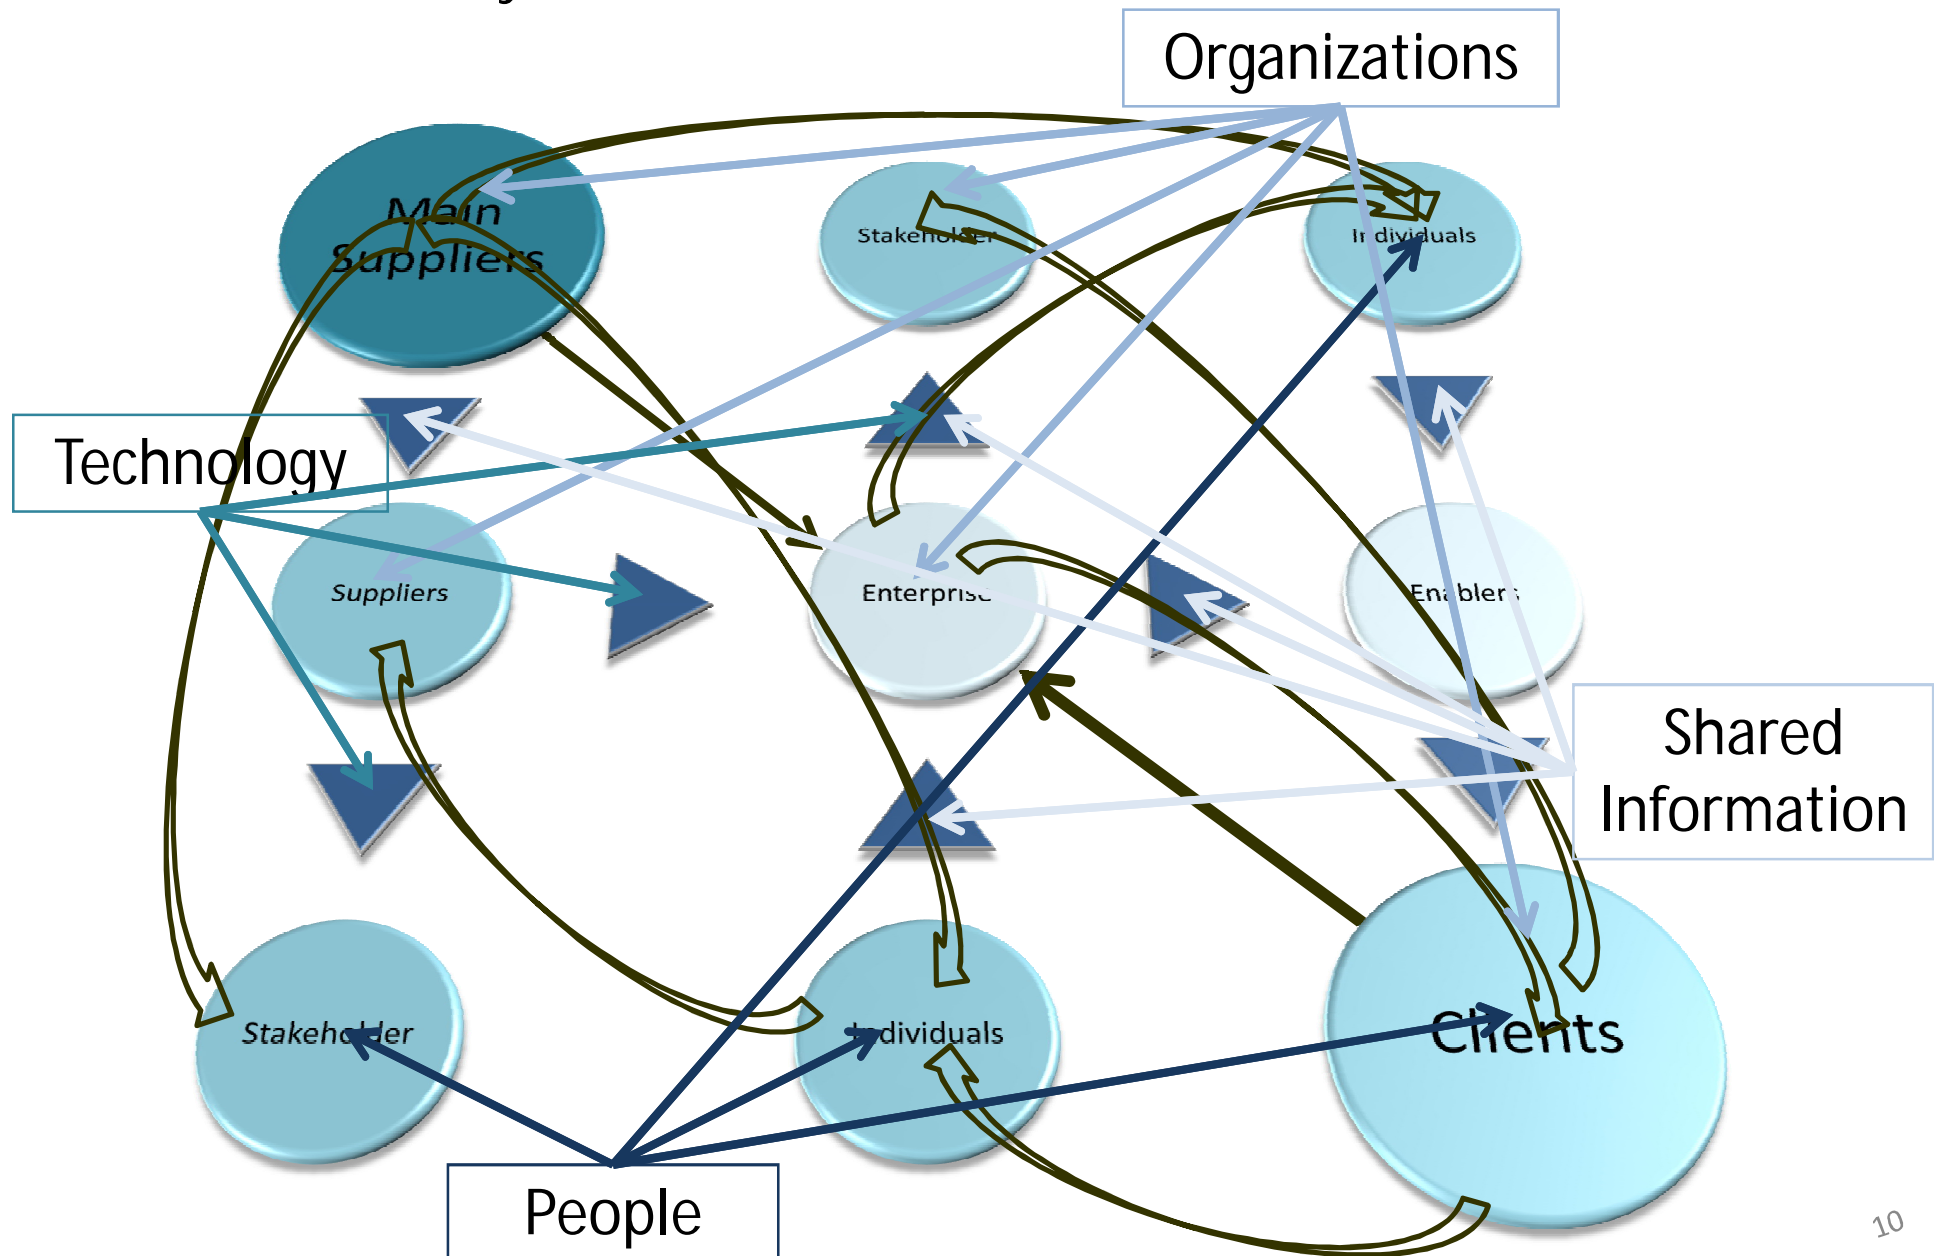 Organizations
Main
Suppliers
Stakeholder
Individuals
Technology
Suppliers
Enterprise
Enablers
Shared
Information
Stakeholder
Individuals
Clients
People
10